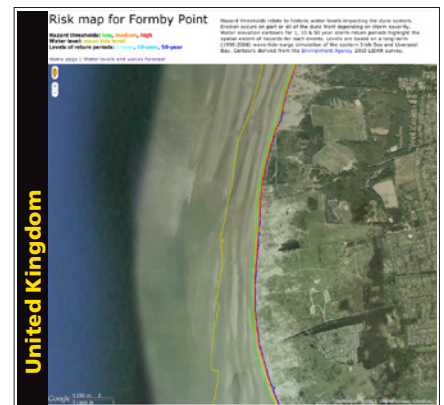 Risk map for Formby Point
Hazard thresholds: low, medium, high
Water level: mean tide level
Levels of return periods: 1-year, 10-year, 50-year
Home page | Water levels and waves forecast
Hazard thresholds relate to historic water levels impacting the dune system.
Erosion occurs on part or all of the dune front depending on storm severity.
Water elevation contours for 1, 10 & 50 year storm return periods highlight the
spatial extent of hazards for such events. Levels are based on a long-term
(1996-2008) wave-tide-surge simulation of the eastern Irish Sea and Liverpool
Bay. Contours derived from the Environment Agency 2010 LiDAR survey.
United Kingdom
Google